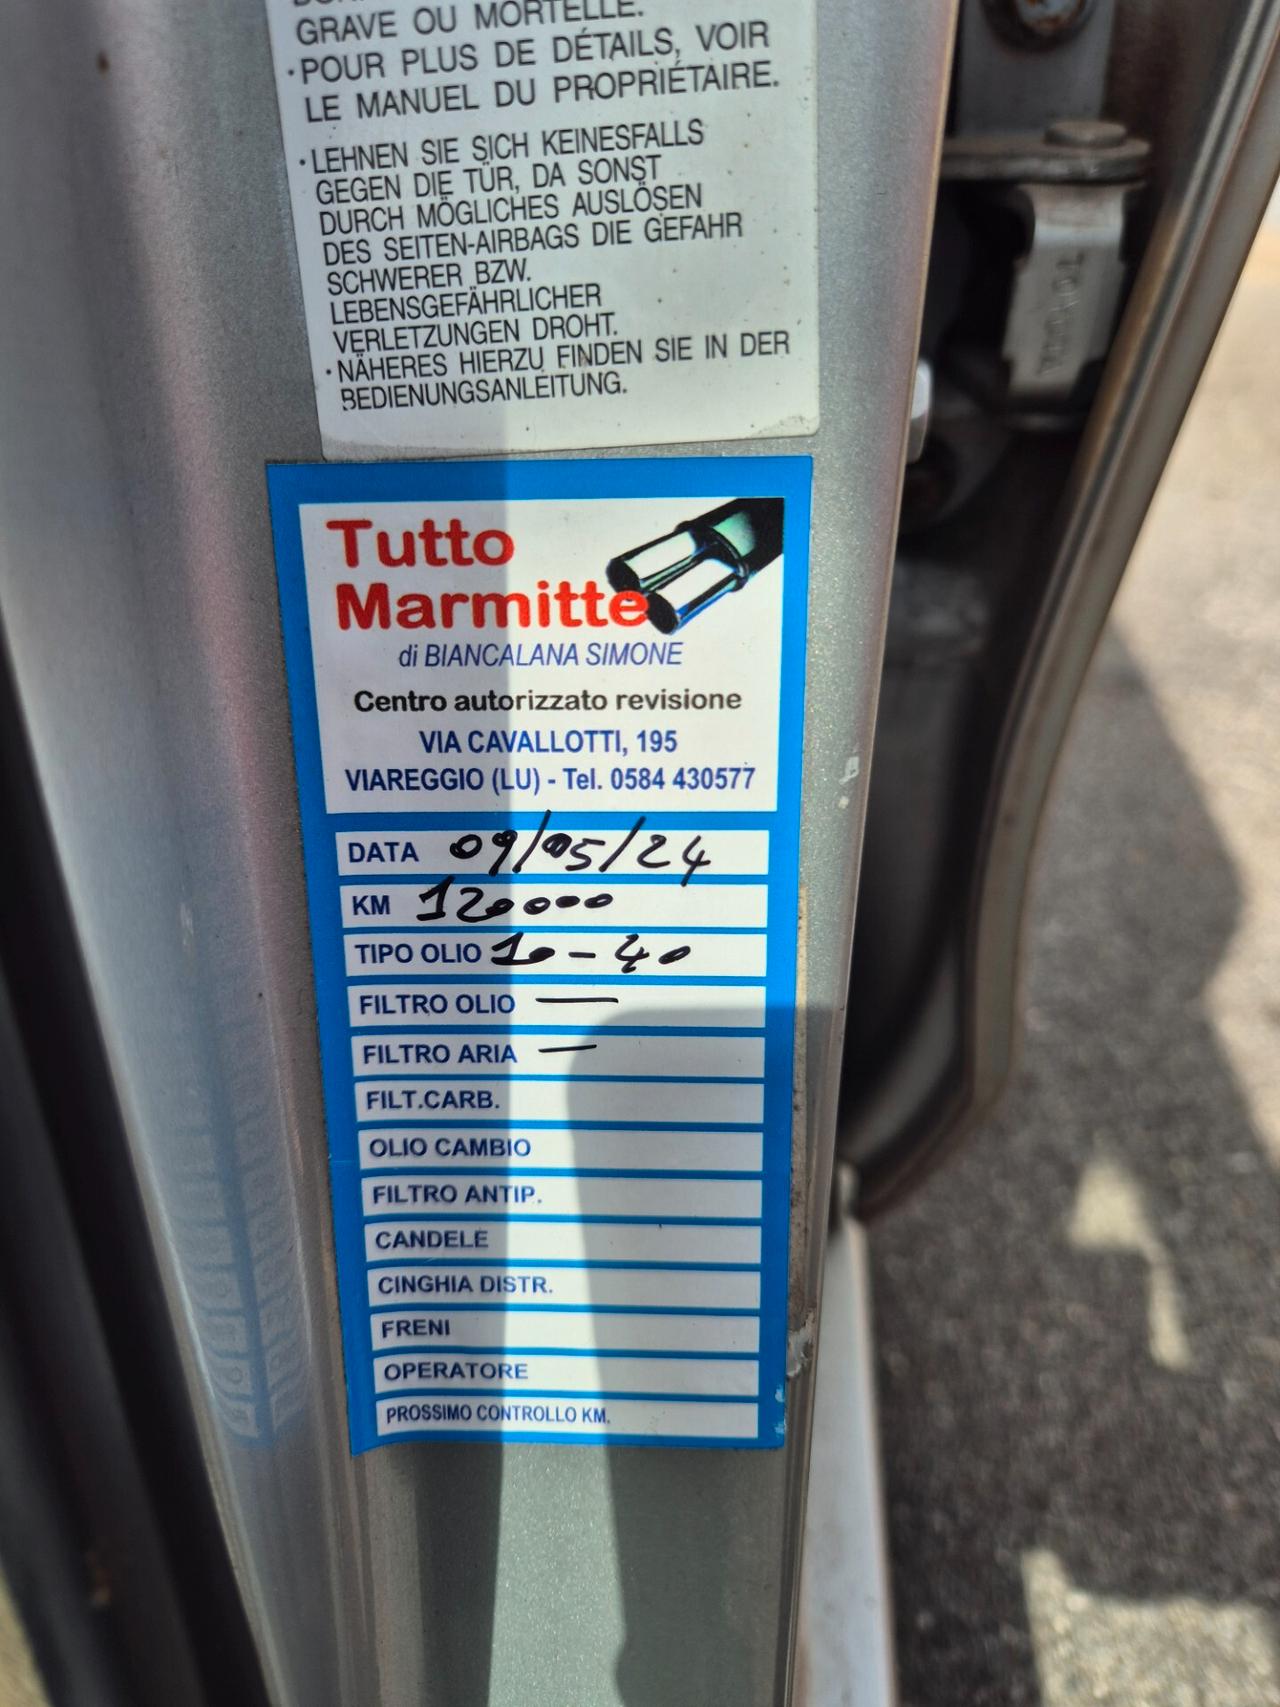 GRAVE OU MORTELLE.
·POUR PLUS DE DÉTAILS, VOIR
LE MANUEL DU PROPRIÉTAIRE.
·LEHNEN SIE SICH KEINESFALLS
GEGEN DIE TÜR, DA SONST
DURCH MÖGLICHES AUSLÖSEN
DES SEITEN-AIRBAGS DIE GEFAHR
SCHWERER BZW.
LEBENSGEFÄHRLICHER
VERLETZUNGEN DROHT.
·NÄHERES HIERZU FINDEN SIE IN DER
BEDIENUNGSANLEITUNG.
Tutto
Marmitte
di BIANCALANA SIMONE
Centro autorizzato revisione
VIA CAVALLOTTI, 195
VIAREGGIO (LU) - Tel. 0584 430577
DATA 09/05/24
KM 120000
TIPO OLIO 10-40
FILTRO OLIO —
FILTRO ARIA —
FILT.CARB.
OLIO CAMBIO
FILTRO ANTIP.
CANDELE
CINGHIA DISTR.
FRENI
OPERATORE
PROSSIMO CONTROLLO KM.